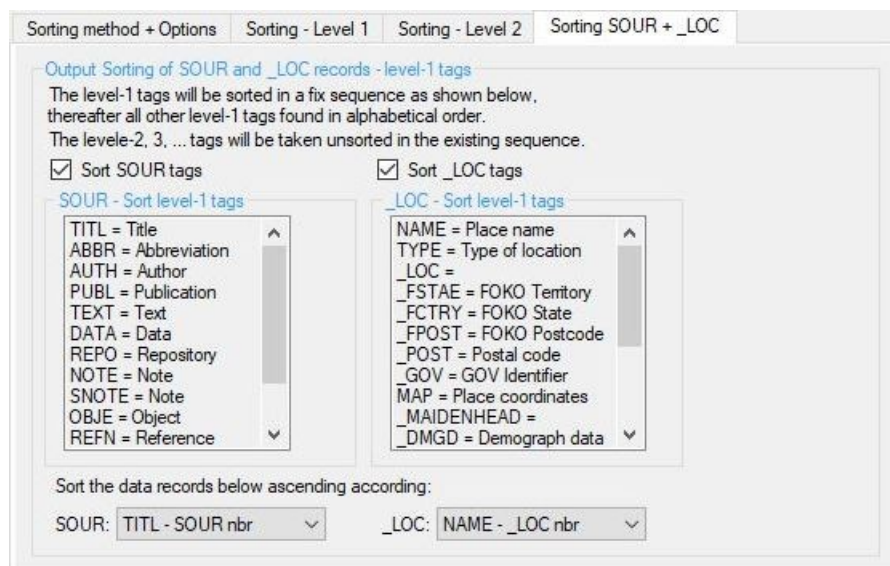 Sorting method + Options Sorting - Level 1 Sorting - Level 2 Sorting SOUR + _LOC
Output Sorting of SOUR and _LOC records - level-1 tags
The level-1 tags will be sorted in a fix sequence as shown below,
thereafter all other level-1 tags found in alphabetical order.
The levele-2, 3, ... tags will be taken unsorted in the existing sequence.
Sort SOUR tags
Sort _LOC tags
SOUR - Sort level-1 tags
TITL = Title
ABBR = Abbreviation
AUTH = Author
PUBL = Publication
TEXT = Text
DATA = Data
REPO = Repository
NOTE = Note
SNOTE = Note
OBJE = Object
REFN = Reference
_LOC - Sort level-1 tags
NAME = Place name
TYPE = Type of location
_LOC =
_FSTAE = FOKO Territory
_FCTRY = FOKO State
_FPOST = FOKO Postcode
_POST = Postal code
_GOV = GOV Identifier
MAP = Place coordinates
_MAIDENHEAD =
_DMGD = Demograph data
Sort the data records below ascending according:
SOUR: TITL - SOUR nbr
_LOC: NAME - _LOC nbr